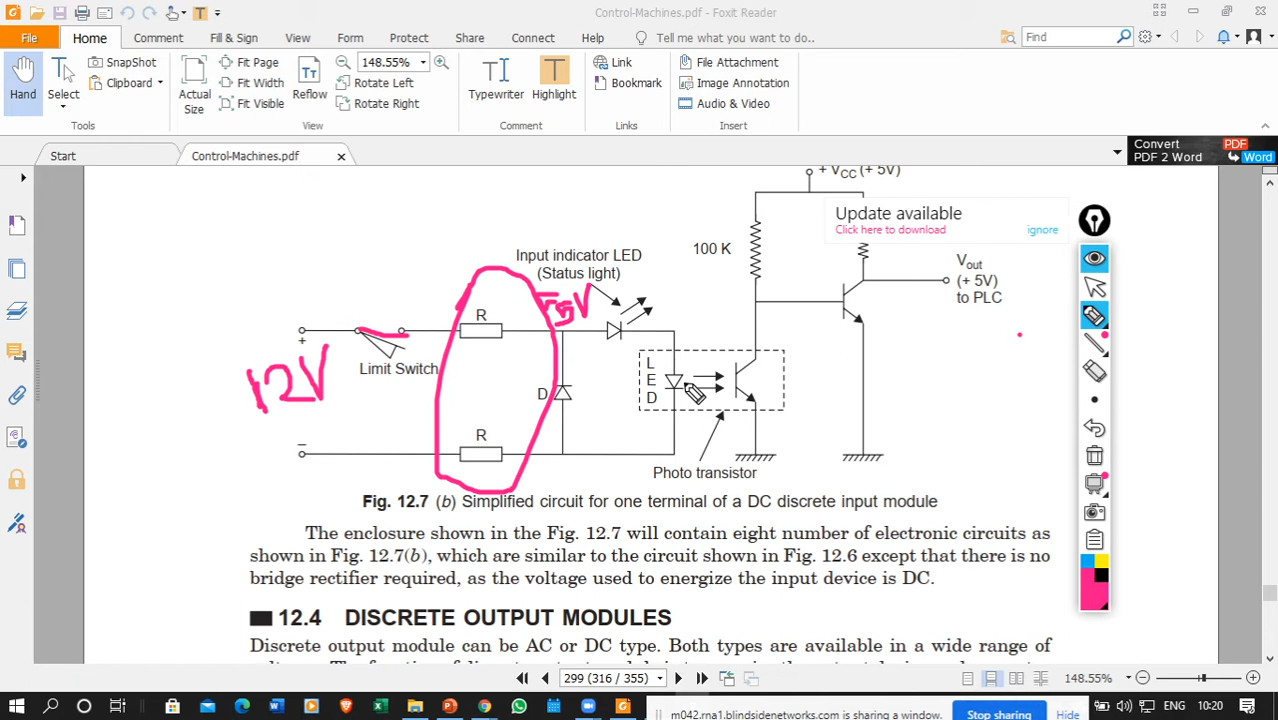 Control-Machines.pdf - Foxit Reader
File Home Comment Fill & Sign View Form Protect Share Connect Help Tell me what you want to do.. Find
Hand
Select
SnapShot
Clipboard
Tools
Actual Size
Fit Page
Fit Width
Fit Visible
Reflow
148.55%
Rotate Left
Rotate Right
View
Typewriter
Highlight
Comment
Link
Bookmark
Links
File Attachment
Image Annotation
Audio & Video
Insert
Start
Control-Machines.pdf
Convert PDF
PDF 2 Word Word
+ VCC (+ 5V)
Update available
Click here to download ignore
100 K
Input indicator LED
(Status light)
Vout
(+ 5V)
to PLC
R
+
Limit Switch
12V
L
E
D
D
R
–
Photo transistor
Fig. 12.7 (b) Simplified circuit for one terminal of a DC discrete input module
The enclosure shown in the Fig. 12.7 will contain eight number of electronic circuits as
shown in Fig. 12.7(b), which are similar to the circuit shown in Fig. 12.6 except that there is no
bridge rectifier required, as the voltage used to energize the input device is DC.
12.4 DISCRETE OUTPUT MODULES
Discrete output module can be AC or DC type. Both types are available in a wide range of
299 (316 / 355)
148.55%
m042.rna1.blindsidenetworks.com is sharing a window.
Stop sharing
Hide
ENG
10:20